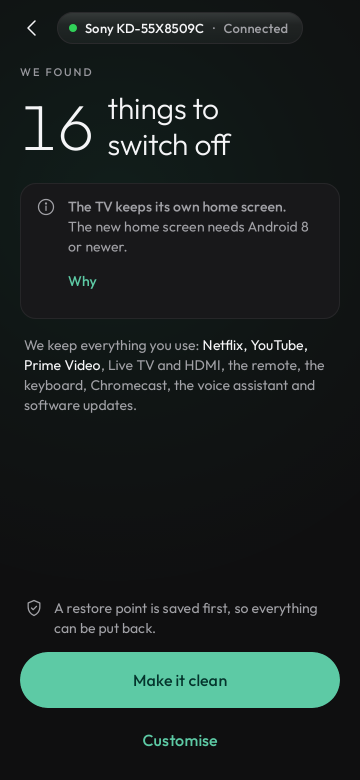 Sony KD-55X8509C · Connected
WE FOUND
16 things to
switch off
The TV keeps its own home screen.
The new home screen needs Android 8
or newer.
Why
We keep everything you use: Netflix, YouTube,
Prime Video, Live TV and HDMI, the remote, the
keyboard, Chromecast, the voice assistant and
software updates.
A restore point is saved first, so everything
can be put back.
Make it clean
Customise